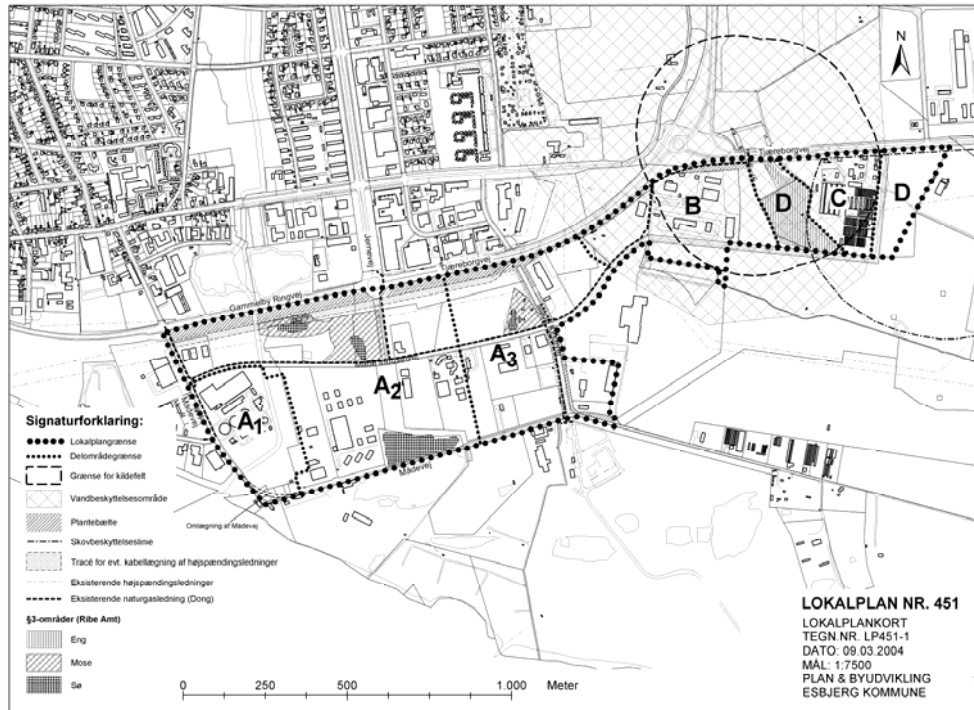 N
Tjæreborgvej
B
D
C
D
Jernevej
Tjæreborgvej
Gammelby Ringvej
A3
A2
A1
Mådevej
Mådevej
Signaturforklaring:
Lokalplangrænse
Delområdegrænse
Grænse for kildefelt
Vandbeskyttelsesområde
Plantebælte
Skovbeskyttelseslinie
Tracé for evt. kabellægning af højspændingsledninger
Eksisterende højspændingsledninger
Eksisterende naturgasledning (Dong)
§3-områder (Ribe Amt)
Eng
Mose
Sø
Omlægning af Mådevej
0 250 500 1.000 Meter
LOKALPLAN NR. 451
LOKALPLANKORT
TEGN.NR. LP451-1
DATO: 09.03.2004
MÅL: 1:7500
PLAN & BYUDVIKLING
ESBJERG KOMMUNE